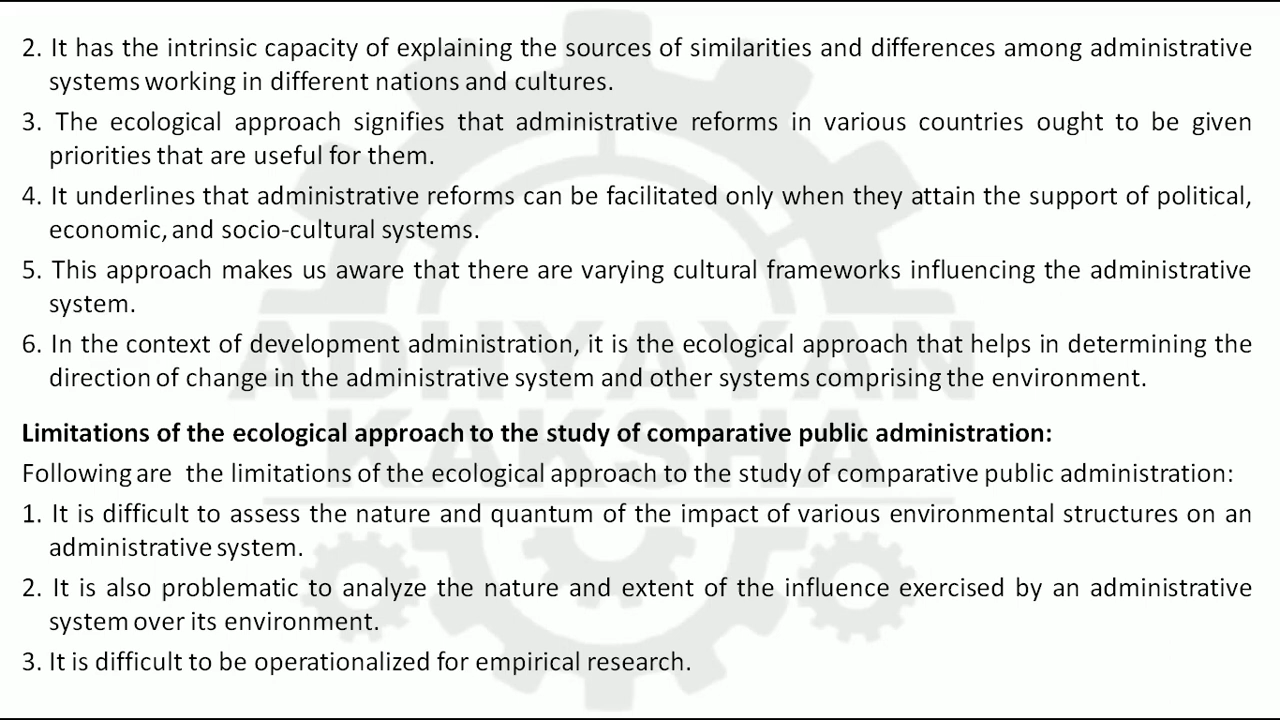 2. It has the intrinsic capacity of explaining the sources of similarities and differences among administrative
systems working in different nations and cultures.
3. The ecological approach signifies that administrative reforms in various countries ought to be given
priorities that are useful for them.
4. It underlines that administrative reforms can be facilitated only when they attain the support of political,
economic, and socio-cultural systems.
5. This approach makes us aware that there are varying cultural frameworks influencing the administrative
system.
6. In the context of development administration, it is the ecological approach that helps in determining the
direction of change in the administrative system and other systems comprising the environment.
ADHYAYAN
KAKSHA
Limitations of the ecological approach to the study of comparative public administration:
Following are the limitations of the ecological approach to the study of comparative public administration:
1. It is difficult to assess the nature and quantum of the impact of various environmental structures on an
administrative system.
2. It is also problematic to analyze the nature and extent of the influence exercised by an administrative
system over its environment.
3. It is difficult to be operationalized for empirical research.